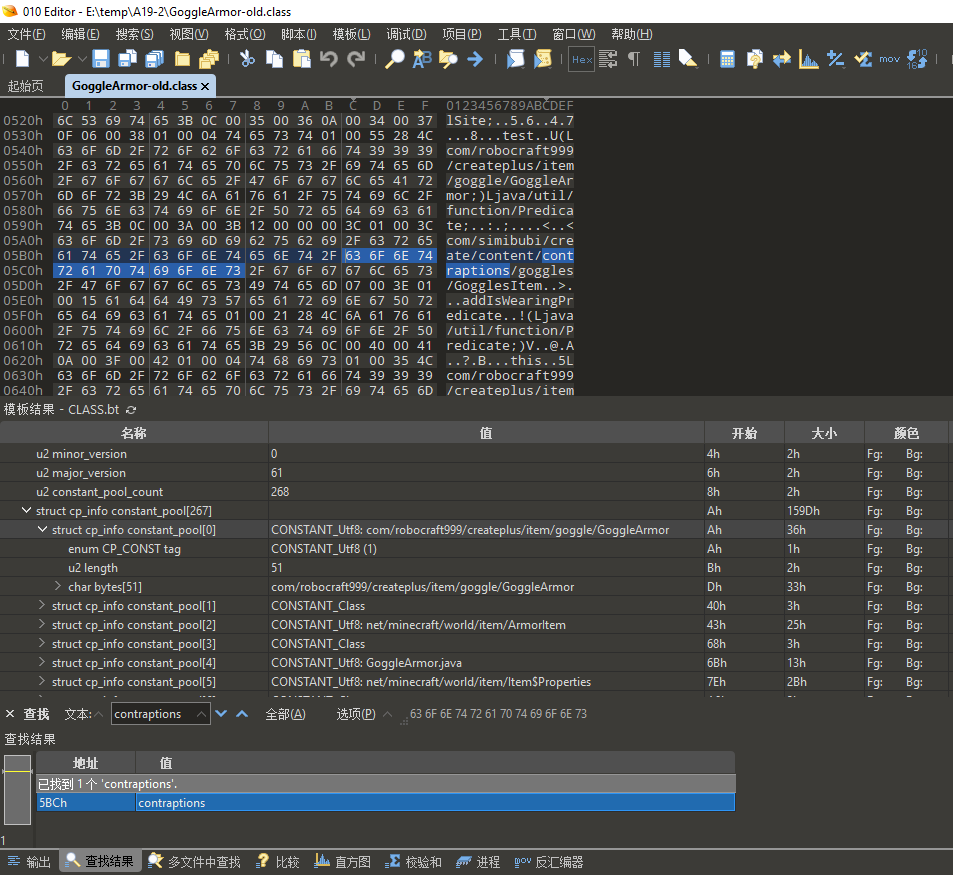 010 Editor - E:\temp\A19-2\GoggleArmor-old.class
文件(F) 编辑(E) 搜索(S) 视图(V) 格式(O) 脚本(I) 模板(L) 调试(D) 项目(P) 工具(T) 窗口(W) 帮助(H)
Hex mov
起始页 GoggleArmor-old.class
0 1 2 3 4 5 6 7 8 9 A B C D E F 0123456789ABCDEF
0520h 6C 53 69 74 65 3B 0C 00 35 00 36 0A 00 34 00 37 lSite;..5.6..4.7
0530h 0F 06 00 38 01 00 04 74 65 73 74 01 00 55 28 4C ...8...test..U(L
0540h 63 6F 6D 2F 72 6F 62 6F 63 72 61 66 74 39 39 39 com/robocraft999
0550h 2F 63 72 65 61 74 65 70 6C 75 73 2F 69 74 65 6D /createplus/item
0560h 2F 67 6F 67 67 6C 65 2F 47 6F 67 67 6C 65 41 72 /goggle/GoggleAr
0570h 6D 6F 72 3B 29 4C 6A 61 76 61 2F 75 74 69 6C 2F mor;)Ljava/util/
0580h 66 75 6E 63 74 69 6F 6E 2F 50 72 65 64 69 63 61 function/Predica
0590h 74 65 3B 0C 00 3A 00 3B 12 00 00 00 3C 01 00 3C te;..:.;....<..<
05A0h 63 6F 6D 2F 73 69 6D 69 62 75 62 69 2F 63 72 65 com/simibubi/cre
05B0h 61 74 65 2F 63 6F 6E 74 65 6E 74 2F 63 6F 6E 74 ate/content/cont
05C0h 72 61 70 74 69 6F 6E 73 2F 67 6F 67 67 6C 65 73 raptions/goggles
05D0h 2F 47 6F 67 67 6C 65 73 49 74 65 6D 07 00 3E 01 /GogglesItem..>.
05E0h 00 15 61 64 64 49 73 57 65 61 72 69 6E 67 50 72 ..addIsWearingPr
05F0h 65 64 69 63 61 74 65 01 00 21 28 4C 6A 61 76 61 edicate..!(Ljava
0600h 2F 75 74 69 6C 2F 66 75 6E 63 74 69 6F 6E 2F 50 /util/function/P
0610h 72 65 64 69 63 61 74 65 3B 29 56 0C 00 40 00 41 redicate;)V..@.A
0620h 0A 00 3F 00 42 01 00 04 74 68 69 73 01 00 35 4C ..?.B...this..5L
0630h 63 6F 6D 2F 72 6F 62 6F 63 72 61 66 74 39 39 39 com/robocraft999
0640h 2F 63 72 65 61 74 65 70 6C 75 73 2F 69 74 65 6D /createplus/item
模板结果 - CLASS.bt
名称 值 开始 大小 颜色
u2 minor_version 0 4h 2h Fg: Bg:
u2 major_version 61 6h 2h Fg: Bg:
u2 constant_pool_count 268 8h 2h Fg: Bg:
struct cp_info constant_pool[267] Ah 159Dh Fg: Bg:
struct cp_info constant_pool[0] CONSTANT_Utf8: com/robocraft999/createplus/item/goggle/GoggleArmor Ah 36h Fg: Bg:
enum CP_CONST tag CONSTANT_Utf8 (1) Ah 1h Fg: Bg:
u2 length 51 Bh 2h Fg: Bg:
char bytes[51] com/robocraft999/createplus/item/goggle/GoggleArmor Dh 33h Fg: Bg:
struct cp_info constant_pool[1] CONSTANT_Class 40h 3h Fg: Bg:
struct cp_info constant_pool[2] CONSTANT_Utf8: net/minecraft/world/item/ArmorItem 43h 25h Fg: Bg:
struct cp_info constant_pool[3] CONSTANT_Class 68h 3h Fg: Bg:
struct cp_info constant_pool[4] CONSTANT_Utf8: GoggleArmor.java 6Bh 13h Fg: Bg:
struct cp_info constant_pool[5] CONSTANT_Utf8: net/minecraft/world/item/Item$Properties 7Eh 2Bh Fg: Bg:
查找 文本: contraptions 全部(A) 选项(P) 63 6F 6E 74 72 61 70 74 69 6F 6E 73
查找结果
地址 值
已找到 1 个 'contraptions'.
5BCh contraptions
1
输出 查找结果 多文件中查找 比较 直方图 校验和 进程 反汇编器